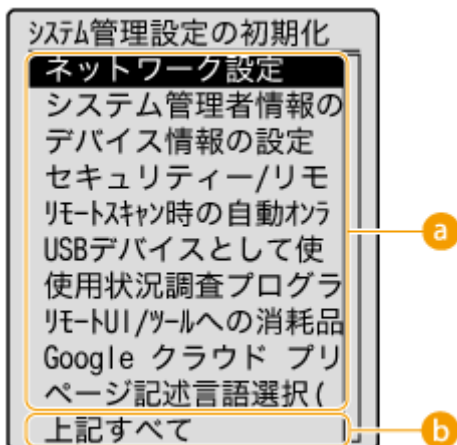 ｼｽﾃﾑ管理設定の初期化
ネットワーク設定
システム管理者情報の
デバイス情報の設定
セキュリティー/リモ
ﾘﾓｰﾄｽｷｬﾝ時の自動ｵﾝﾗ
USBデバイスとして使
使用状況調査プログラ
ﾘﾓｰﾄUI/ﾂｰﾙへの消耗品
Google クラウド プリ
ページ記述言語選択(
上記すべて
a
b